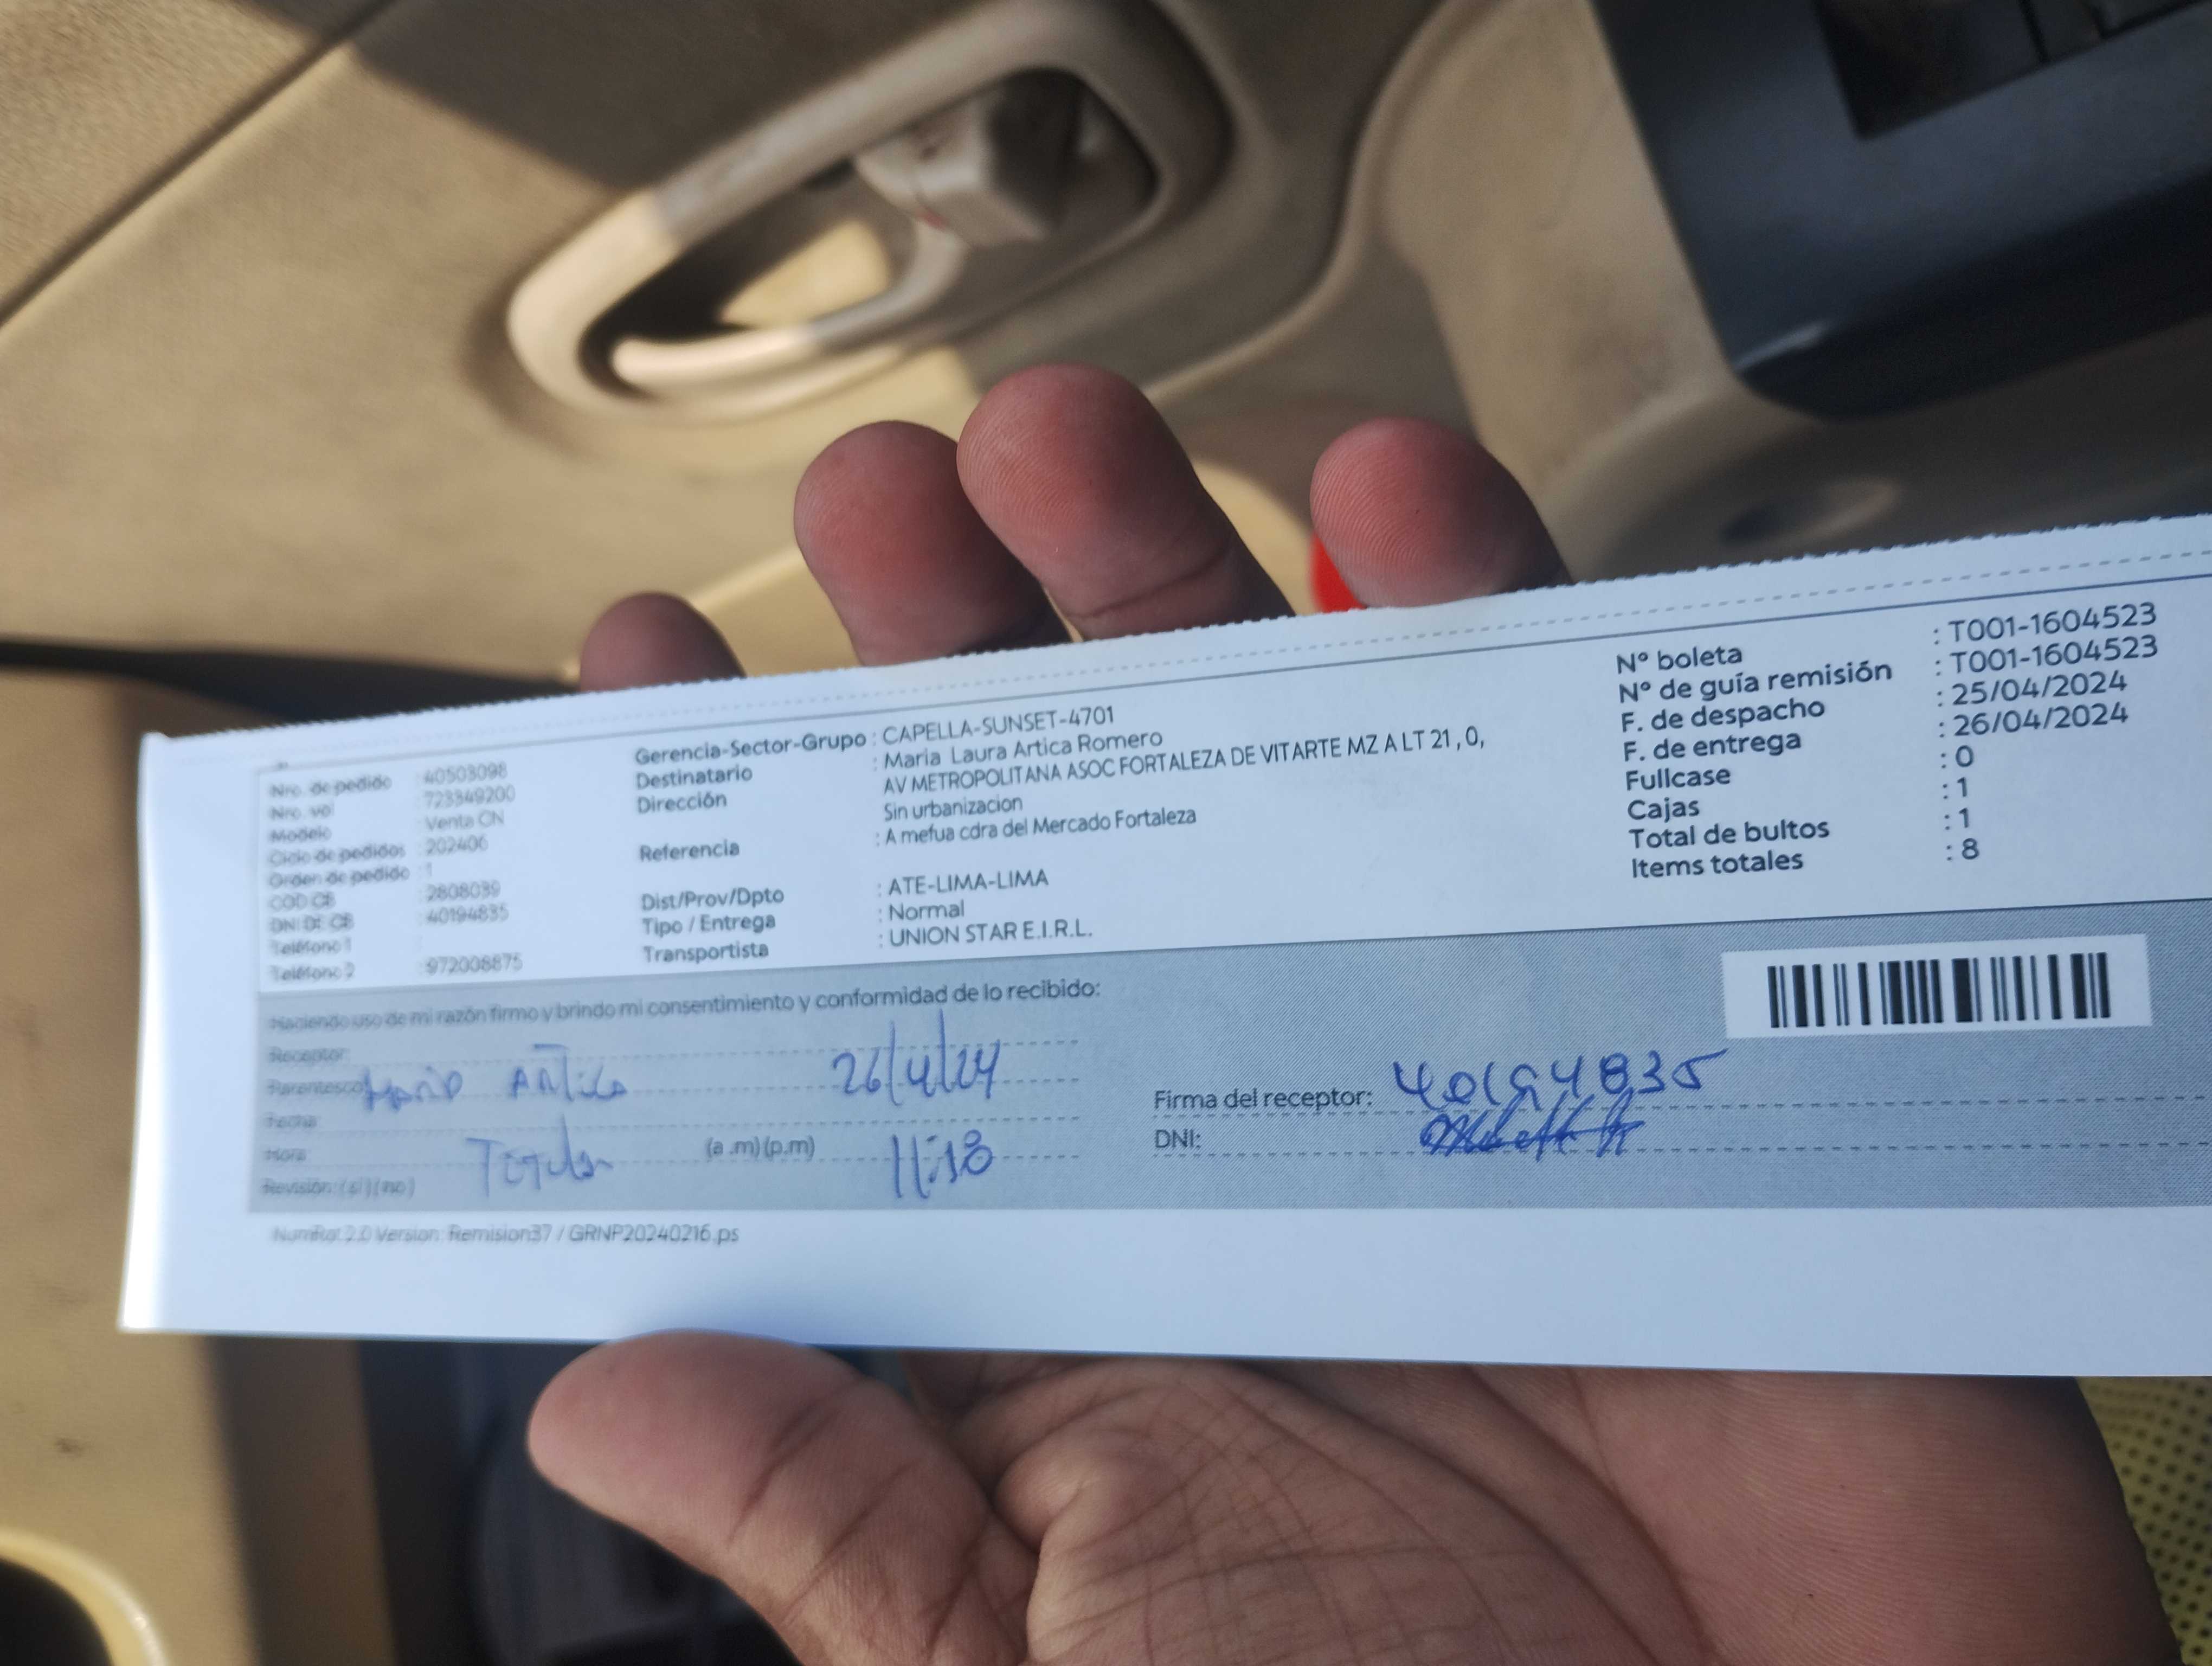 Nro. de pedido : 40503098
Nro. vol : 723349200
Modelo : Venta CN
Ciclo de pedidos : 202406
Orden de pedido : 1
COD CB : 2808039
DNI DE CB : 40194835
Teléfono 1 :
Teléfono 2 : 972008875
Gerencia-Sector-Grupo : CAPELLA-SUNSET-4701
Destinatario : Maria Laura Artica Romero
Dirección AV METROPOLITANA ASOC FORTALEZA DE VITARTE MZ A LT 21 , 0,
Sin urbanizacion
Referencia : A mefua cdra del Mercado Fortaleza
Dist/Prov/Dpto : ATE-LIMA-LIMA
Tipo / Entrega : Normal
Transportista : UNION STAR E.I.R.L.
N° boleta : T001-1604523
N° de guía remisión : T001-1604523
F. de despacho : 25/04/2024
F. de entrega : 26/04/2024
Fullcase : 0
Cajas : 1
Total de bultos : 1
Items totales : 8
Haciendo uso de mi razón firmo y brindo mi consentimiento y conformidad de lo recibido:
Receptor:
Parentesco: Artica 26/4/24
Fecha:
Hora: (a .m) (p.m) 11:18
Revisión: (si) (no)
Firma del receptor: 40194835
DNI:
NumRot 2.0 Version: Remision37 / GRNP20240216.ps